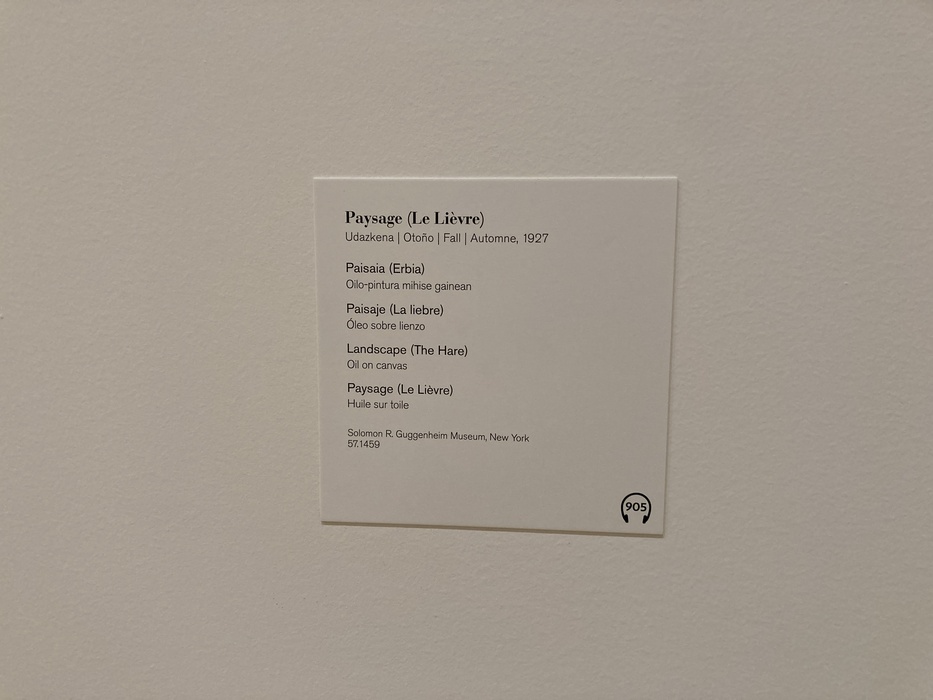 Paysage (Le Lièvre)
Udazkena | Otoño | Fall | Automne, 1927
Paisaia (Erbia)
Oilo-pintura mihise gainean
Paisaje (La liebre)
Óleo sobre lienzo
Landscape (The Hare)
Oil on canvas
Paysage (Le Lièvre)
Huile sur toile
Solomon R. Guggenheim Museum, New York
57.1459
905